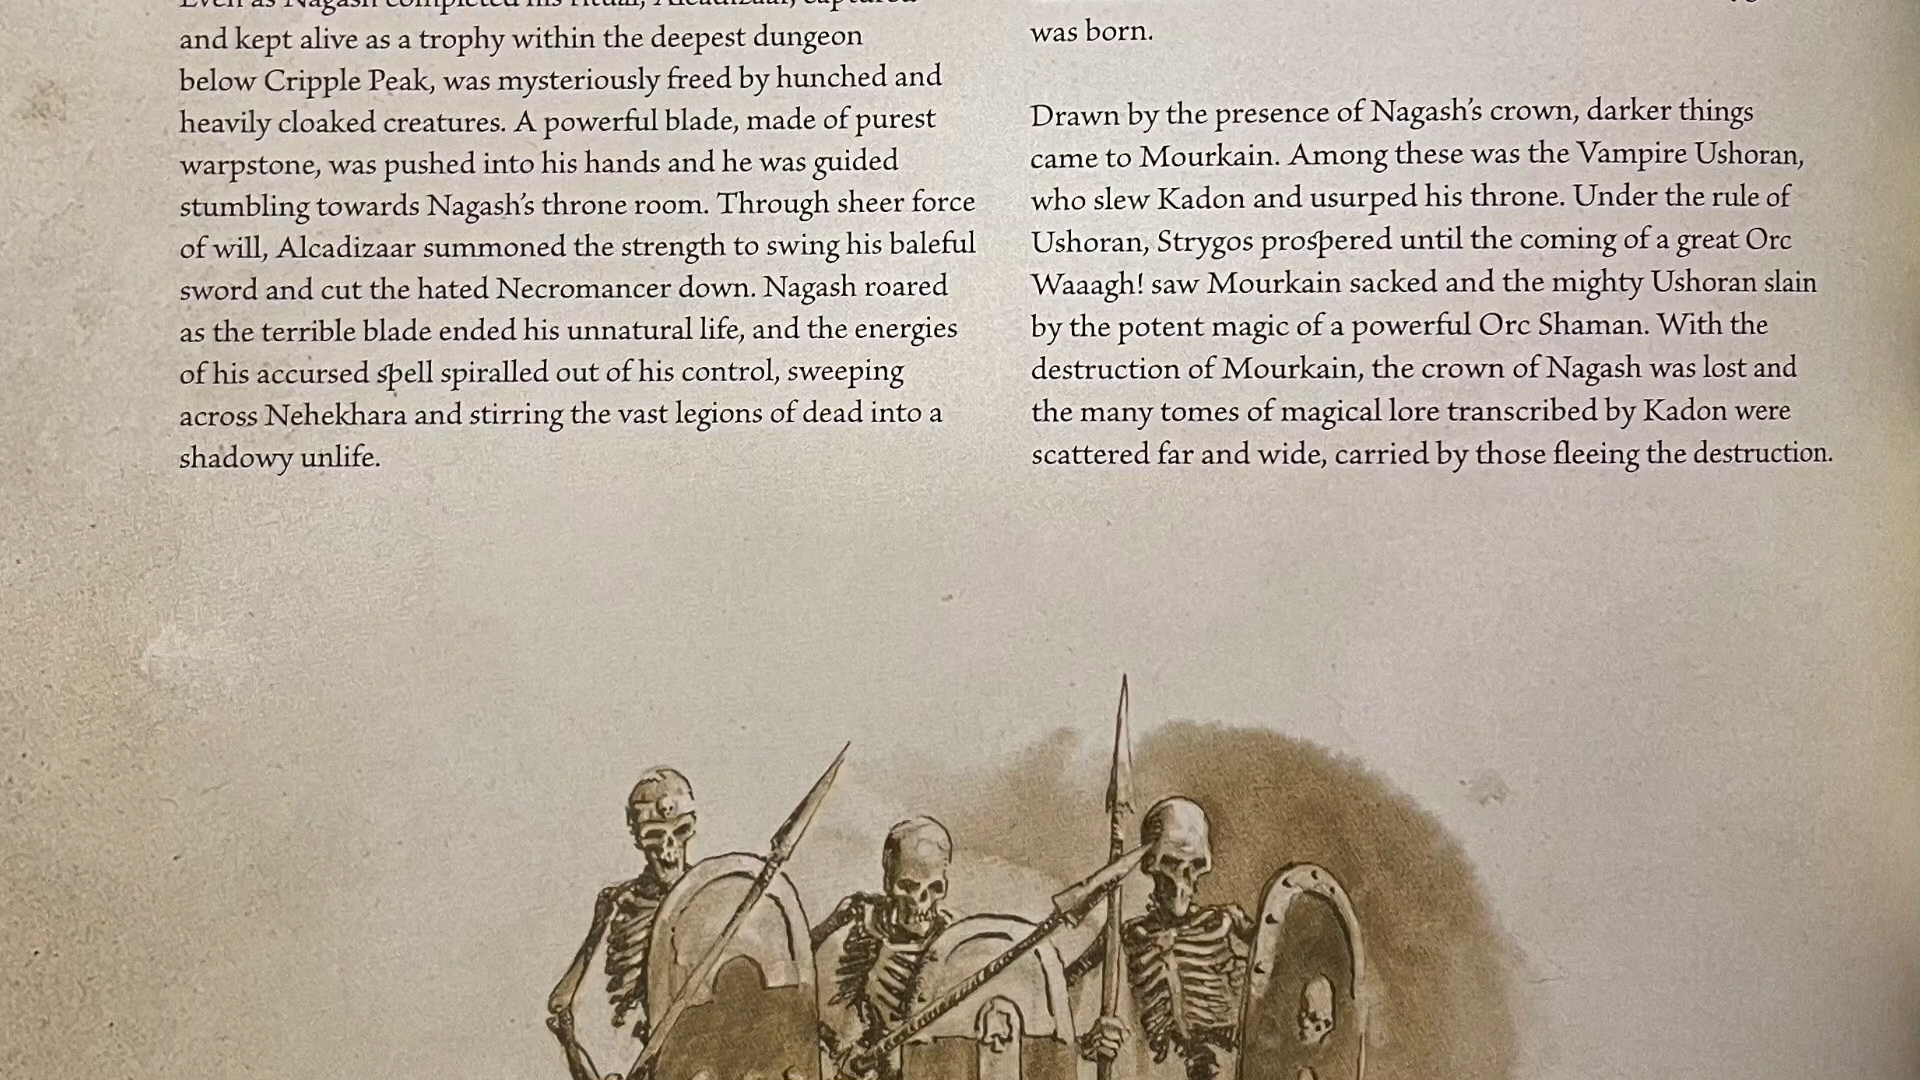 Even as Nagash completed his ritual, Alcadizaar, captured
and kept alive as a trophy within the deepest dungeon
below Cripple Peak, was mysteriously freed by hunched and
heavily cloaked creatures. A powerful blade, made of purest
warpstone, was pushed into his hands and he was guided
stumbling towards Nagash's throne room. Through sheer force
of will, Alcadizaar summoned the strength to swing his baleful
sword and cut the hated Necromancer down. Nagash roared
as the terrible blade ended his unnatural life, and the energies
of his accursed spell spiralled out of his control, sweeping
across Nehekhara and stirring the vast legions of dead into a
shadowy unlife.
was born.
Drawn by the presence of Nagash's crown, darker things
came to Mourkain. Among these was the Vampire Ushoran,
who slew Kadon and usurped his throne. Under the rule of
Ushoran, Strygos prospered until the coming of a great Orc
Waaagh! saw Mourkain sacked and the mighty Ushoran slain
by the potent magic of a powerful Orc Shaman. With the
destruction of Mourkain, the crown of Nagash was lost and
the many tomes of magical lore transcribed by Kadon were
scattered far and wide, carried by those fleeing the destruction.